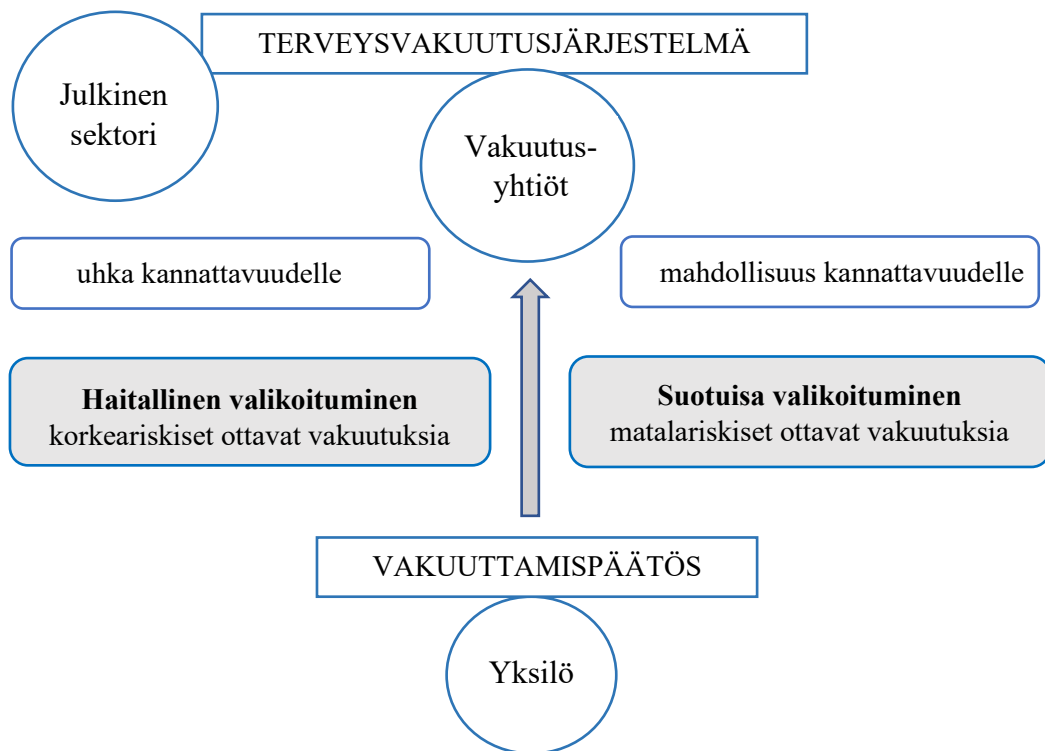 TERVEYSVAKUUTUSJÄRJESTELMÄ
Julkinen
sektori
Vakuutus-
yhtiöt
uhka kannattavuudelle
mahdollisuus kannattavuudelle
Haitallinen valikoituminen
korkeariskiset ottavat vakuutuksia
Suotuisa valikoituminen
matalariskiset ottavat vakuutuksia
VAKUUTTAMISPÄÄTÖS
Yksilö